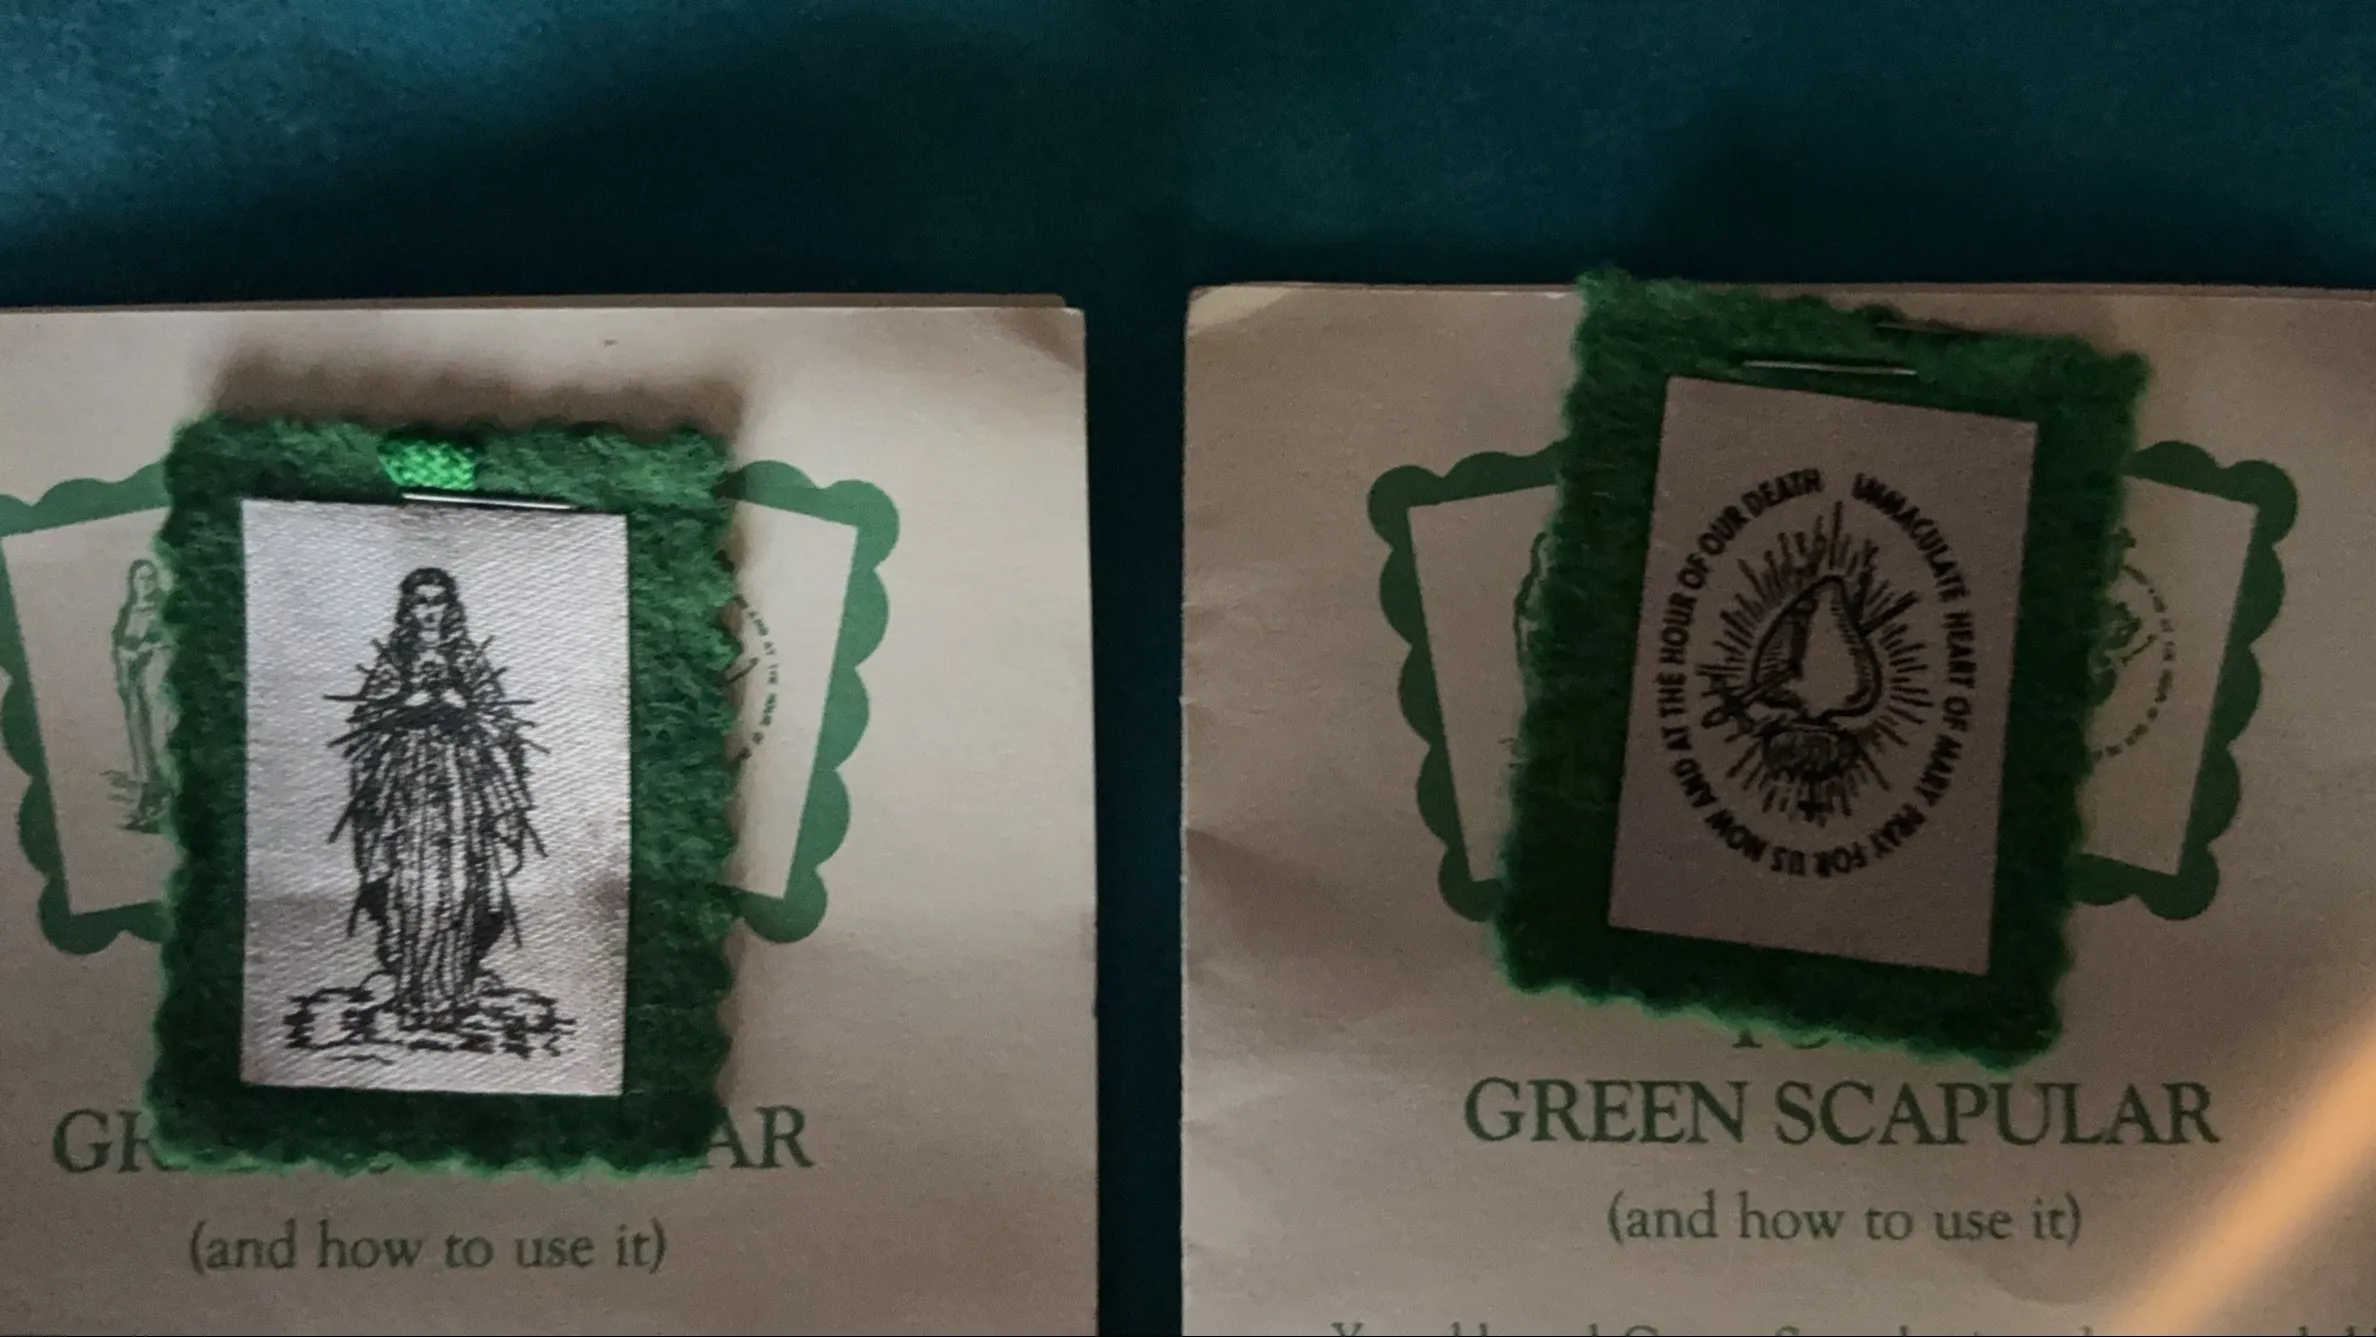 GR AR
(and how to use it)
IMMACULATE HEART OF MARY PRAY FOR US NOW AND AT THE HOUR OF OUR DEATH
GREEN SCAPULAR
(and how to use it)